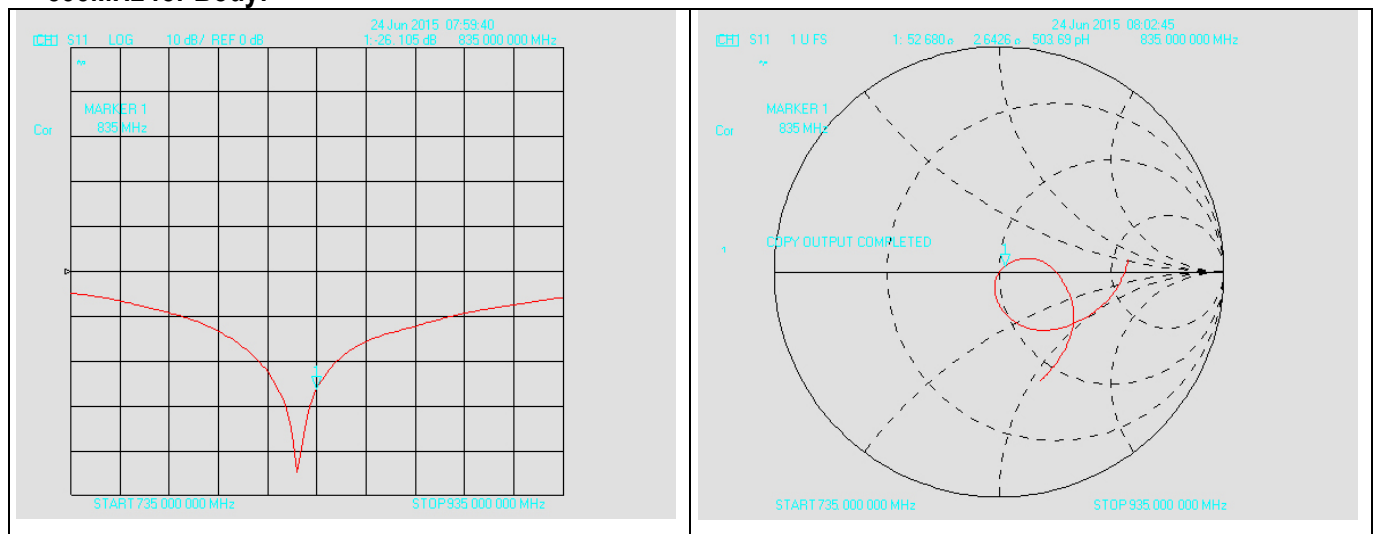 24 Jun 2015 07:59:40
CH1 S11 LOG 10 dB/ REF 0 dB 1:-26.105 dB 835.000 000 MHz
MARKER 1
Cor 835 MHz
1
START 735.000 000 MHz STOP 935.000 000 MHz
24 Jun 2015 08:02:45
CH1 S11 1 U FS 1: 52.680 Ω 2.6426 Ω 503.69 pH 835.000 000 MHz
MARKER 1
Cor 835 MHz
COPY OUTPUT COMPLETED
1
START 735.000 000 MHz STOP 935.000 000 MHz